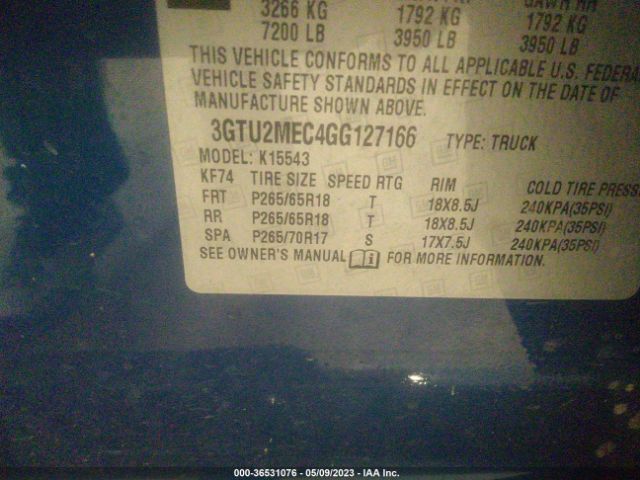 GAWR RR
3266 KG 1792 KG 1792 KG
7200 LB 3950 LB 3950 LB
THIS VEHICLE CONFORMS TO ALL APPLICABLE U.S. FEDERA
VEHICLE SAFETY STANDARDS IN EFFECT ON THE DATE OF
MANUFACTURE SHOWN ABOVE.
3GTU2MEC4GG127166 TYPE: TRUCK
MODEL: K15543
KF74 TIRE SIZE SPEED RTG RIM COLD TIRE PRESS
FRT P265/65R18 T 18X8.5J 240KPA(35PSI)
RR P265/65R18 T 18X8.5J 240KPA(35PSI)
SPA P265/70R17 S 17X7.5J 240KPA(35PSI)
SEE OWNER'S MANUAL FOR MORE INFORMATION.
000-36531076 - 05/09/2023 - IAA Inc.